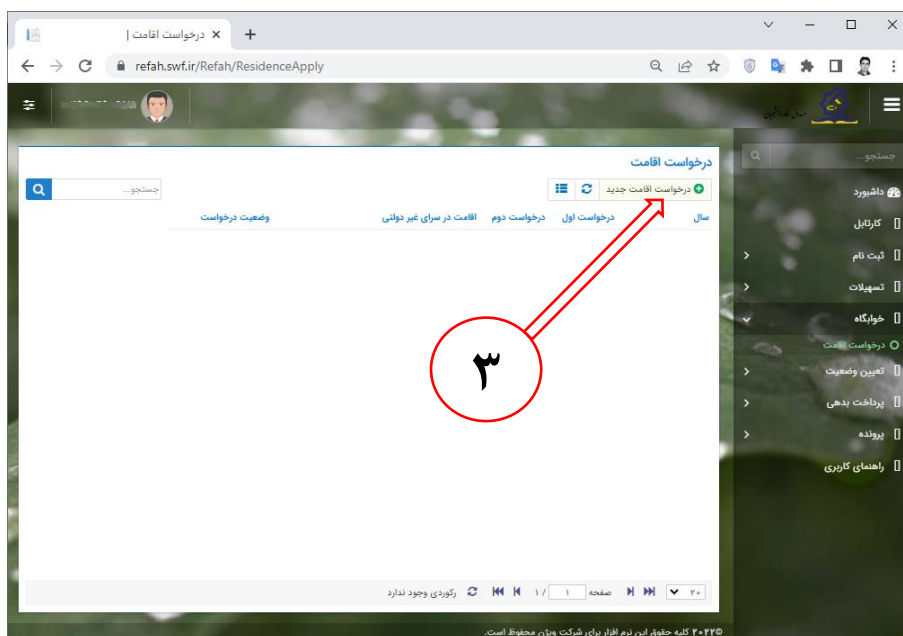 درخواست اقامت |
refah.swf.ir/Refah/ResidenceApply
جستجو...
داشبورد
کارتابل
ثبت نام
تسهیلات
خوابگاه
درخواست اقامت
تعیین وضعیت
پرداخت بدهی
پرونده
راهنمای کاربری
درخواست اقامت
درخواست اقامت جدید
جستجو...
سال درخواست اول درخواست دوم اقامت در سرای غیر دولتی وضعیت درخواست
۳
۲۰ صفحه ۱ / ۱ رکوردی وجود ندارد
©۲۰۲۲ کلیه حقوق این نرم افزار برای شرکت ویژن محفوظ است.